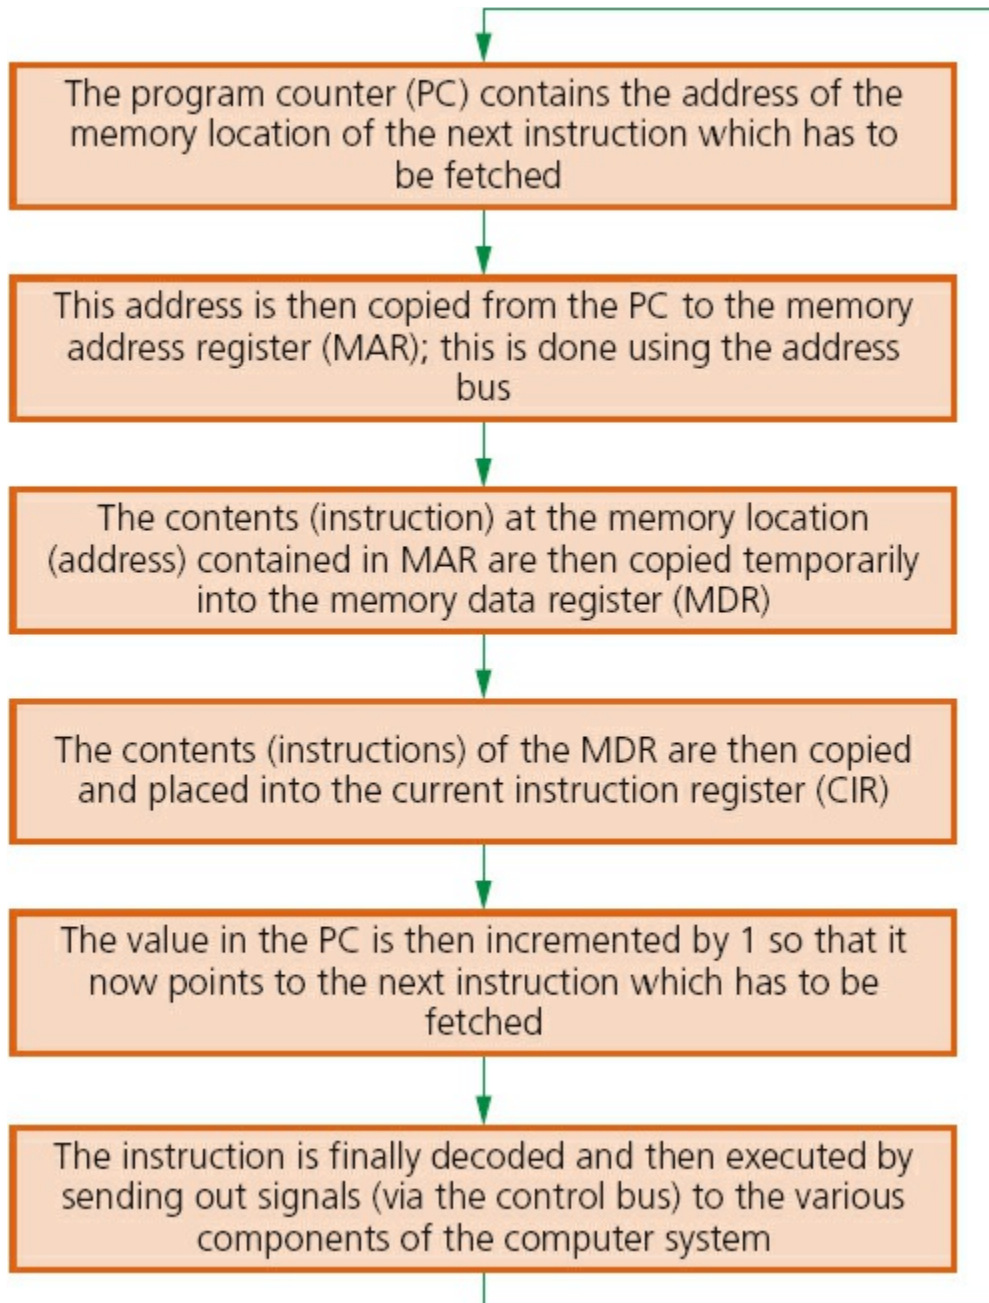 The program counter (PC) contains the address of the
memory location of the next instruction which has to
be fetched
This address is then copied from the PC to the memory
address register (MAR); this is done using the address
bus
The contents (instruction) at the memory location
(address) contained in MAR are then copied temporarily
into the memory data register (MDR)
The contents (instructions) of the MDR are then copied
and placed into the current instruction register (CIR)
The value in the PC is then incremented by 1 so that it
now points to the next instruction which has to be
fetched
The instruction is finally decoded and then executed by
sending out signals (via the control bus) to the various
components of the computer system